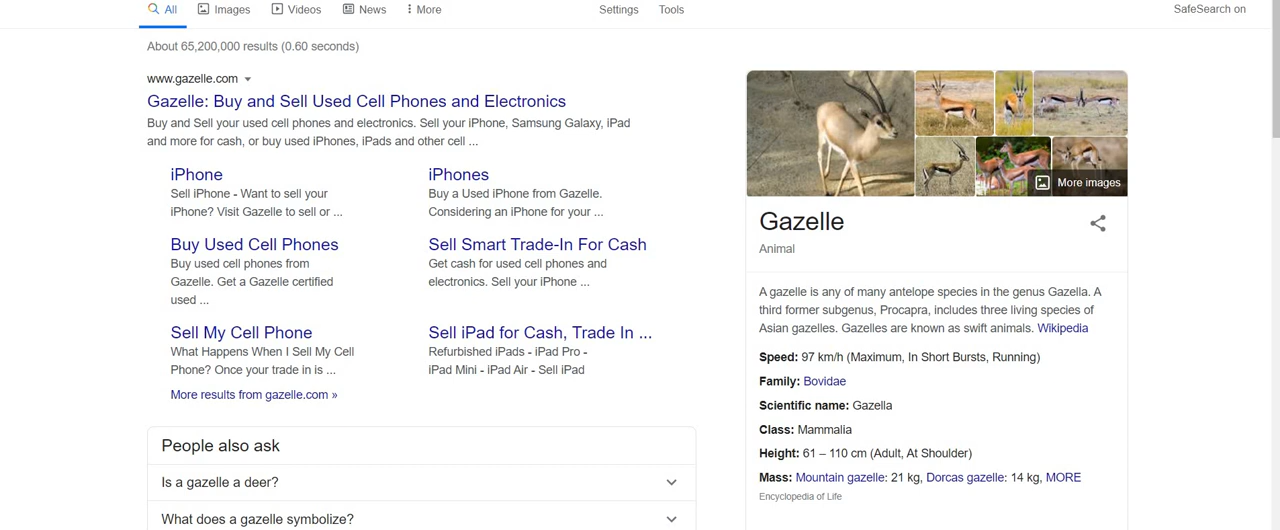 All Images Videos News More Settings Tools SafeSearch on
About 65,200,000 results (0.60 seconds)
www.gazelle.com
Gazelle: Buy and Sell Used Cell Phones and Electronics
Buy and Sell your used cell phones and electronics. Sell your iPhone, Samsung Galaxy, iPad
and more for cash, or buy used iPhones, iPads and other cell ...
iPhone
Sell iPhone - Want to sell your
iPhone? Visit Gazelle to sell or ...
iPhones
Buy a Used iPhone from Gazelle.
Considering an iPhone for your ...
Buy Used Cell Phones
Buy used cell phones from
Gazelle. Get a Gazelle certified
used ...
Sell Smart Trade-In For Cash
Get cash for used cell phones and
electronics. Sell your iPhone ...
Sell My Cell Phone
What Happens When I Sell My Cell
Phone? Once your trade in is ...
Sell iPad for Cash, Trade In ...
Refurbished iPads - iPad Pro -
iPad Mini - iPad Air - Sell iPad
More results from gazelle.com »
People also ask
Is a gazelle a deer?
What does a gazelle symbolize?
More images
Gazelle
Animal
A gazelle is any of many antelope species in the genus Gazella. A
third former subgenus, Procapra, includes three living species of
Asian gazelles. Gazelles are known as swift animals. Wikipedia
Speed: 97 km/h (Maximum, In Short Bursts, Running)
Family: Bovidae
Scientific name: Gazella
Class: Mammalia
Height: 61 – 110 cm (Adult, At Shoulder)
Mass: Mountain gazelle: 21 kg, Dorcas gazelle: 14 kg, MORE
Encyclopedia of Life